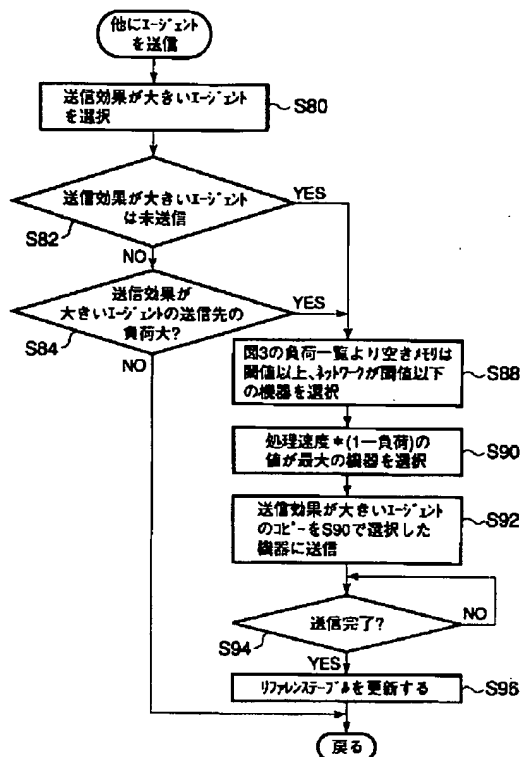 他にエージェント
を送信
送信効果が大きいエージェント
を選択
S80
送信効果が大きいエージェント
は未送信
YES
S82
NO
送信効果が
大きいエージェントの送信先の
負荷大?
YES
S84
NO
図3の負荷一覧より空きメモリは
閾値以上、ネットワークが閾値以下
の機器を選択
S88
処理速度*(1ー負荷)の
値が最大の機器を選択
S90
送信効果が大きいエージェント
のコピーをS90で選択した
機器に送信
S92
送信完了?
NO
S94
YES
リファレンステーブルを更新する
S96
戻る